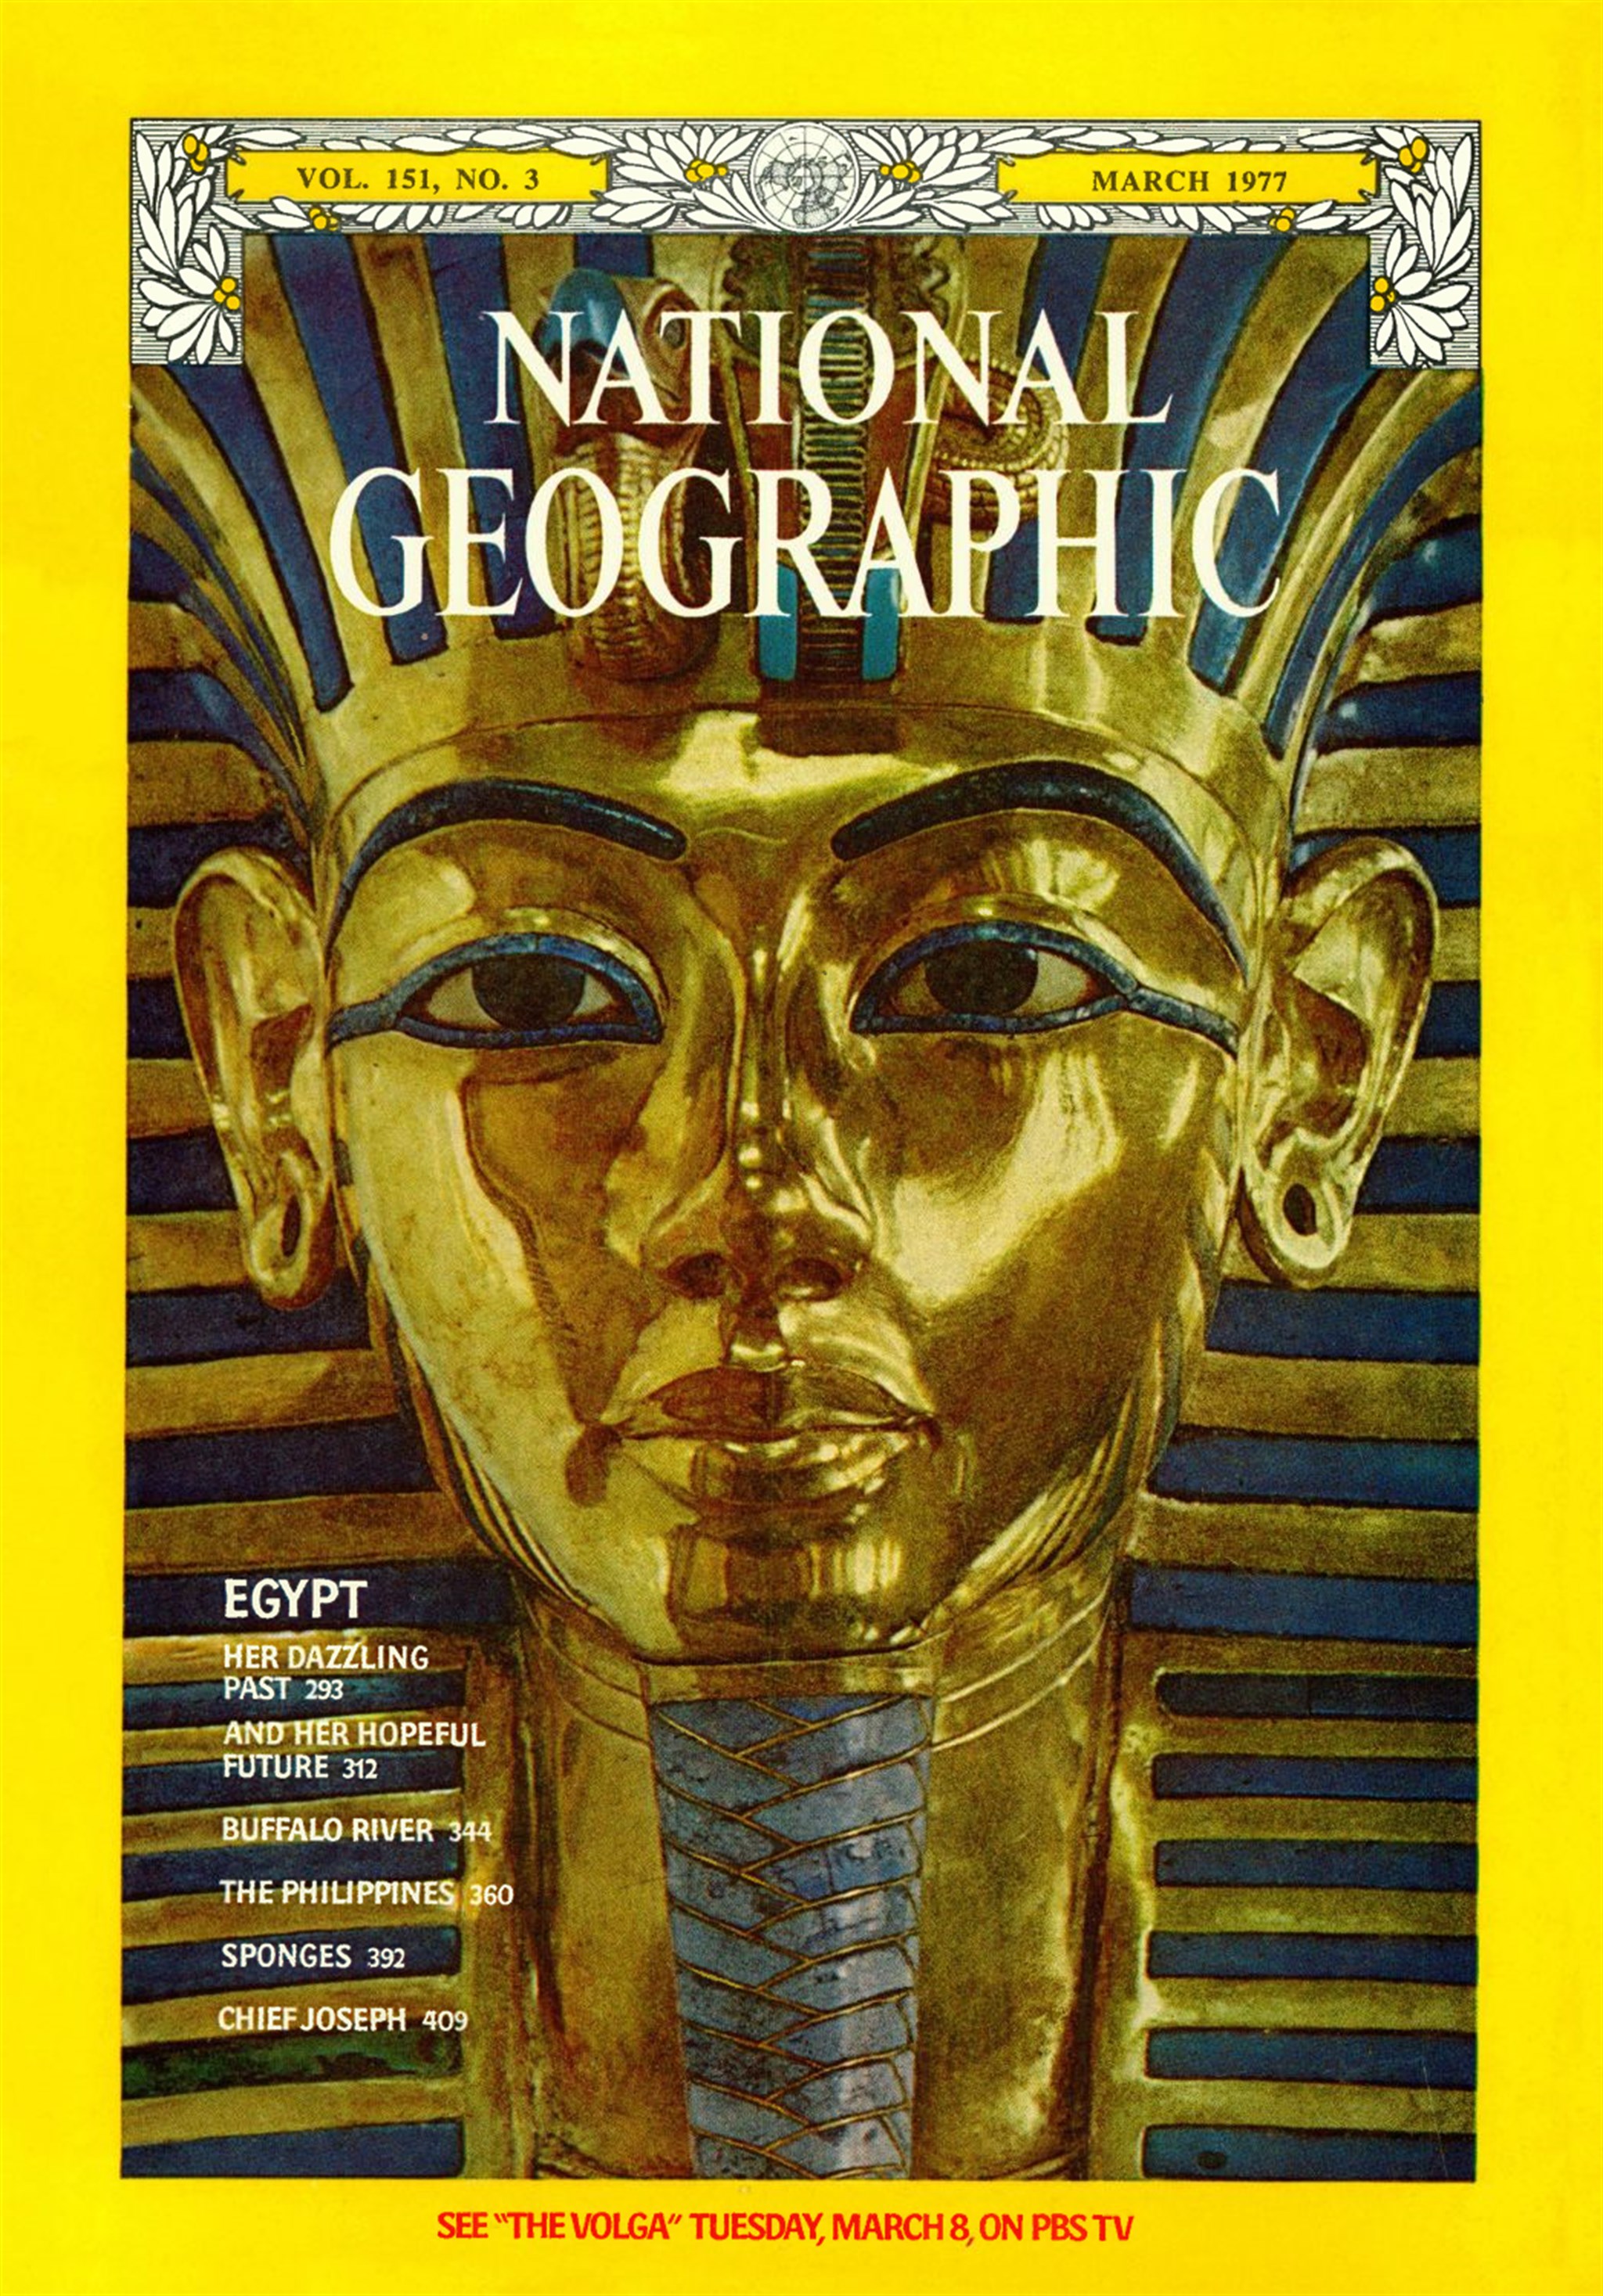 VOL. 151, NO. 3
MARCH 1977
NATIONAL
GEOGRAPHIC
EGYPT
HER DAZZLING
PAST 293
AND HER HOPEFUL
FUTURE 312
BUFFALO RIVER 344
THE PHILIPPINES 360
SPONGES 392
CHIEF JOSEPH 409
SEE "THE VOLGA" TUESDAY, MARCH 8, ON PBS TV